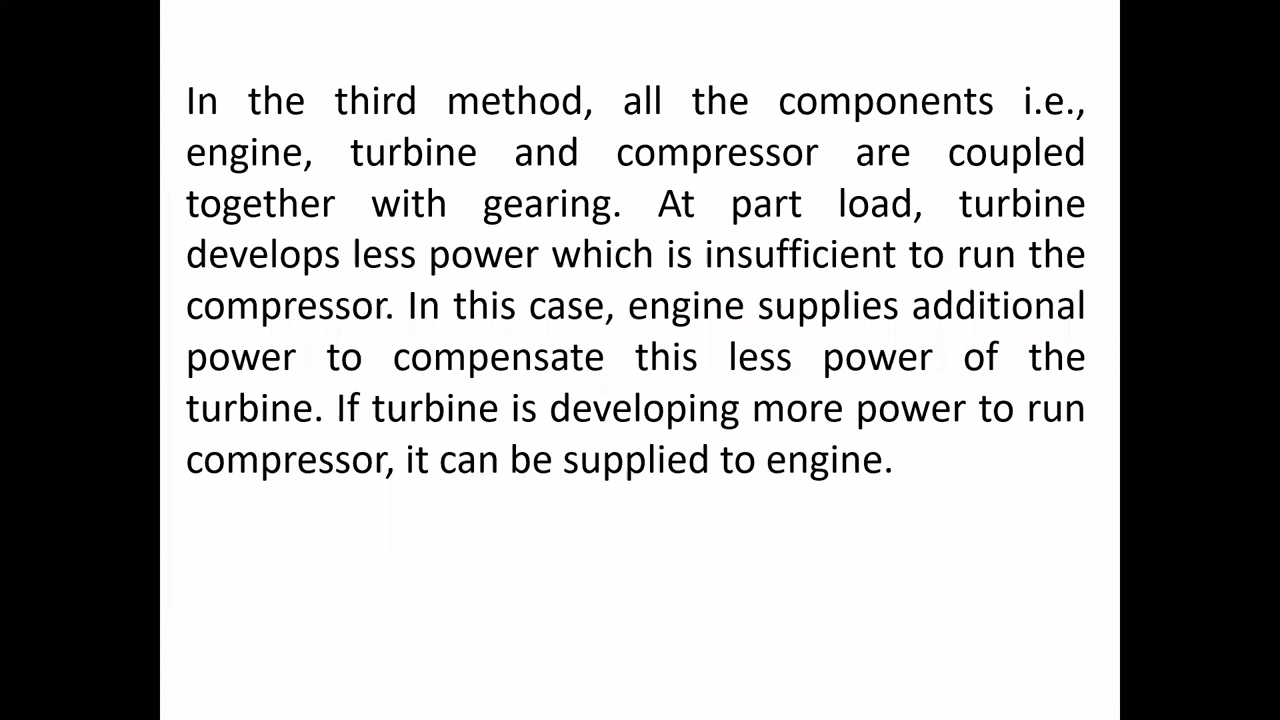 In the third method, all the components i.e.,
engine, turbine and compressor are coupled
together with gearing. At part load, turbine
develops less power which is insufficient to run the
compressor. In this case, engine supplies additional
power to compensate this less power of the
turbine. If turbine is developing more power to run
compressor, it can be supplied to engine.